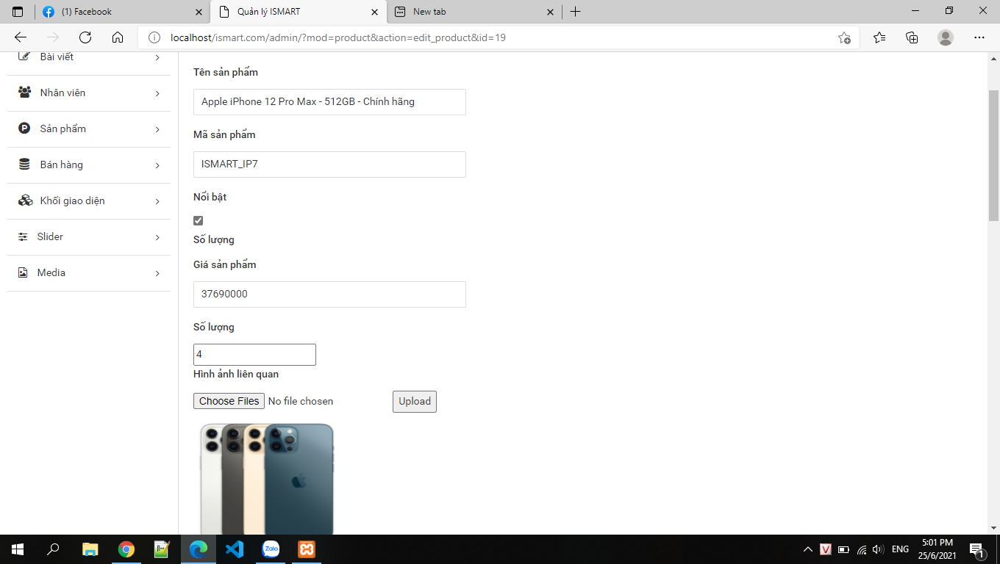 (1) Facebook
Quản lý ISMART
New tab
localhost/ismart.com/admin/?mod=product&action=edit_product&id=19
Bài viết
Nhân viên
Sản phẩm
Bán hàng
Khối giao diện
Slider
Media
Tên sản phẩm
Apple iPhone 12 Pro Max - 512GB - Chính hãng
Mã sản phẩm
ISMART_IP7
Nổi bật
Số lượng
Giá sản phẩm
37690000
Số lượng
4
Hình ảnh liên quan
Choose Files No file chosen Upload
Zalo
V
ENG
5:01 PM
25/6/2021
1